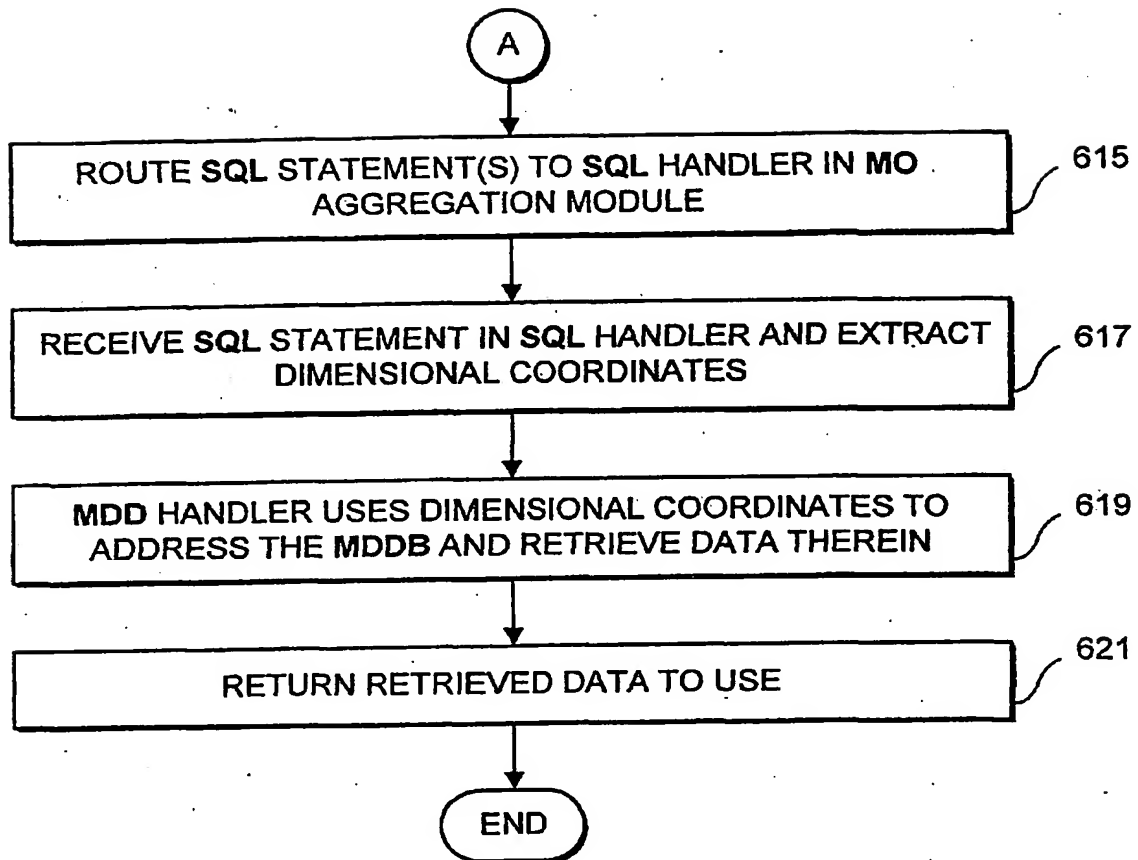 A
ROUTE SQL STATEMENT(S) TO SQL HANDLER IN MO
AGGREGATION MODULE
615
RECEIVE SQL STATEMENT IN SQL HANDLER AND EXTRACT
DIMENSIONAL COORDINATES
617
MDD HANDLER USES DIMENSIONAL COORDINATES TO
ADDRESS THE MDDB AND RETRIEVE DATA THEREIN
619
RETURN RETRIEVED DATA TO USE
621
END